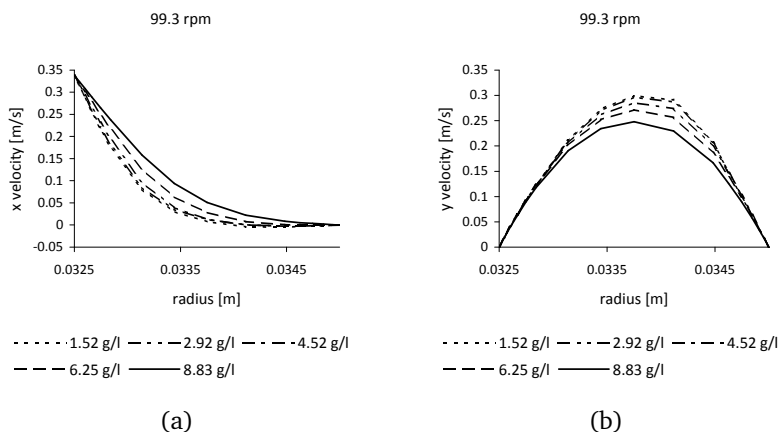 99.3 rpm
0.35
0.3
0.25
0.2
0.15
0.1
0.05
0
-0.05
x velocity [m/s]
0.0325
0.0335
0.0345
radius [m]
1.52 g/l
2.92 g/l
4.52 g/l
6.25 g/l
8.83 g/l
(a)
99.3 rpm
0.35
0.3
0.25
0.2
0.15
0.1
0.05
0
y velocity [m/s]
0.0325
0.0335
0.0345
radius [m]
1.52 g/l
2.92 g/l
4.52 g/l
6.25 g/l
8.83 g/l
(b)